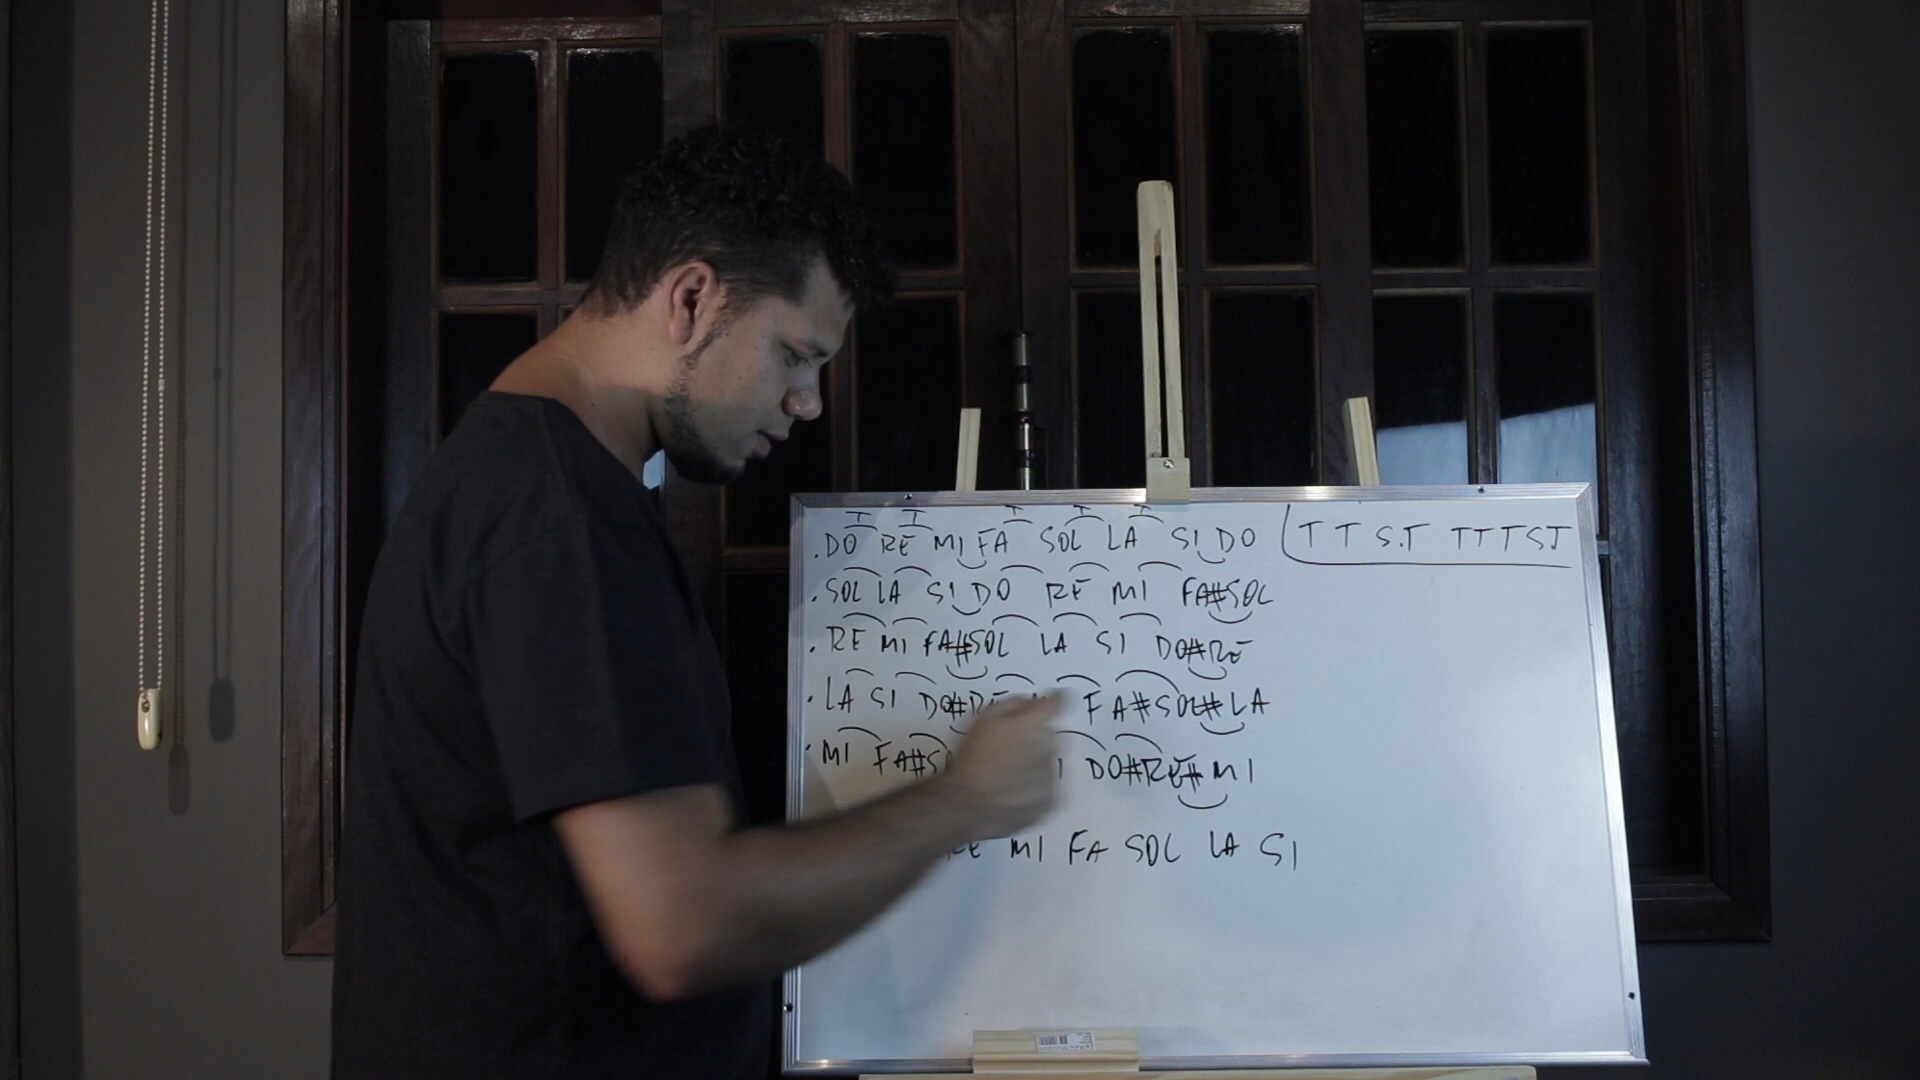 T T T T T
.DO RE MI FA SOL LA SI DO T T S.T T T T ST
.SOL LA SI DO RE MI FA# SOL
.RE MI FA# SOL LA SI DO# RE
.LA SI DO# RE FA# SOL# LA
.MI FA# DO# RE# MI
RE MI FA SOL LA SI